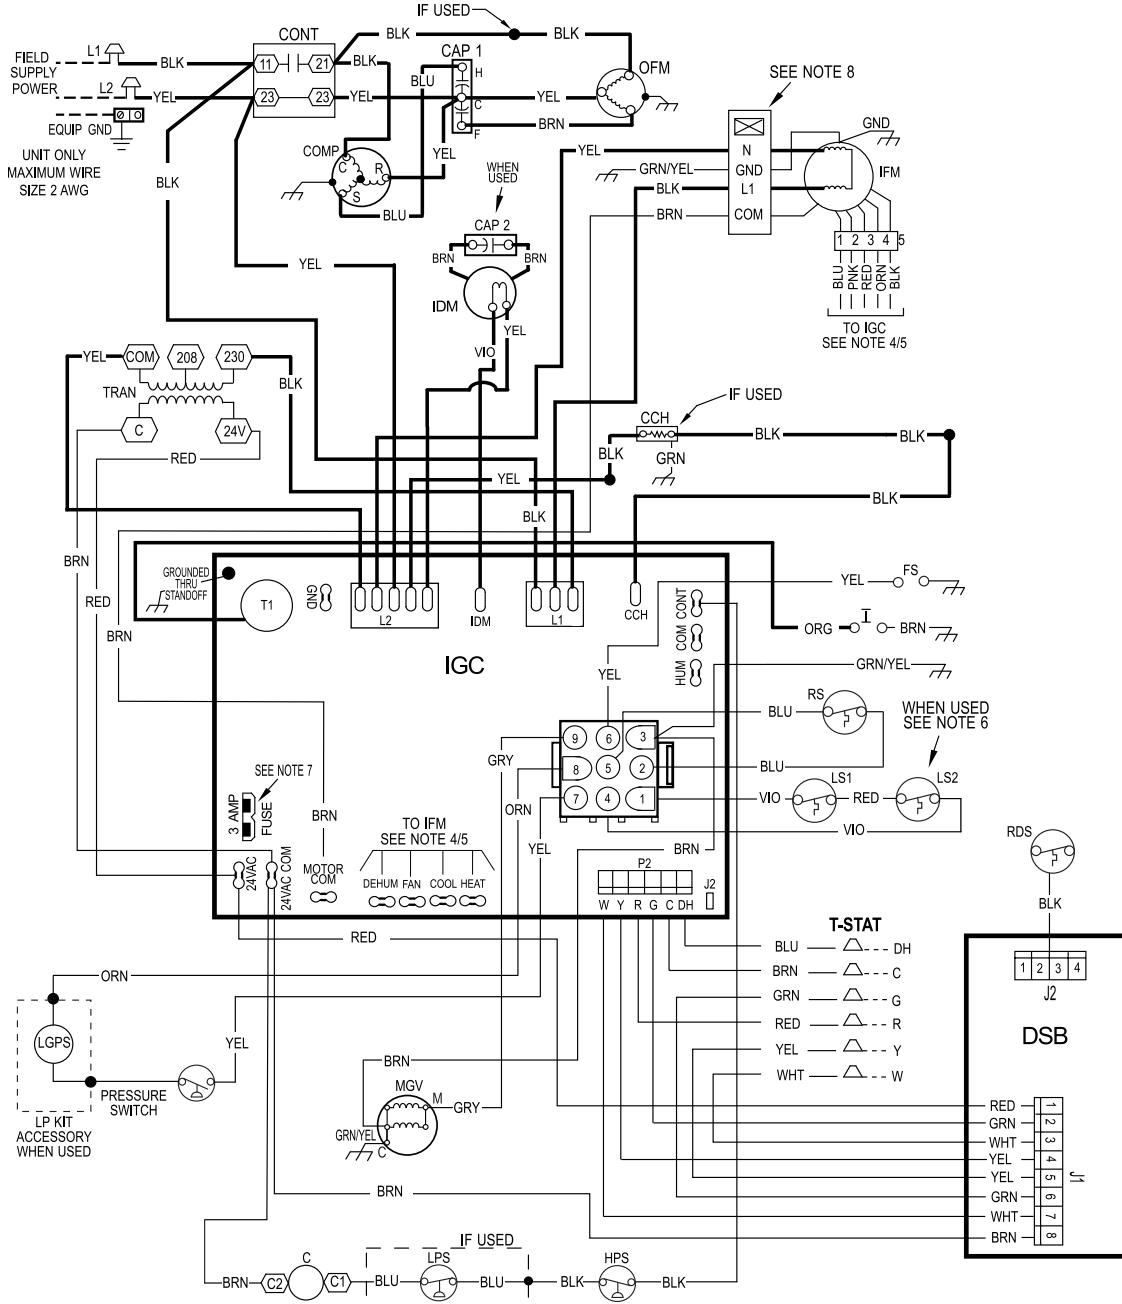 IF USED
BLK
BLK
CONT
CAP 1
L1
FIELD
SUPPLY
POWER
BLK
11
21
BLK
BLU
H
OFM
SEE NOTE 8
L2
YEL
23
23
YEL
C
YEL
EQUIP GND
F
BRN
GND
UNIT ONLY
MAXIMUM WIRE
SIZE 2 AWG
COMP
C
R
S
YEL
BLK
BLU
WHEN
USED
YEL
N
GRN/YEL
GND
BLK
L1
BRN
COM
IFM
CAP 2
BRN
BRN
1 2 3 4 5
BLU
PNK
RED
ORN
BLK
YEL
IDM
YEL
VIO
TO IGC
SEE NOTE 4/5
YEL
COM
208
230
TRAN
BLK
C
24V
RED
IF USED
CCH
BLK
BLK
BLK
GRN
YEL
BLK
BLK
BRN
RED
BRN
GROUNDED
THRU
STANDOFF
T1
GND
L2
IDM
L1
CCH
CONT
COM
HUM
IGC
YEL
FS
ORG
BRN
YEL
GRN/YEL
RS
BLU
WHEN USED
SEE NOTE 6
9
6
3
GRY
8
5
2
BLU
ORN
7
4
1
LS1
LS2
VIO
RED
VIO
SEE NOTE 7
3 AMP
FUSE
BRN
TO IFM
SEE NOTE 4/5
YEL
BRN
RDS
24VAC
24VAC COM
MOTOR
COM
DEHUM FAN COOL HEAT
P2
J2
W Y R G C DH
BLK
RED
T-STAT
BLU
DH
BRN
C
GRN
G
RED
R
YEL
Y
WHT
W
1 2 3 4
J2
DSB
ORN
LGPS
YEL
PRESSURE
SWITCH
LP KIT
ACCESSORY
WHEN USED
BRN
MGV
M
GRY
GRN/YEL
C
RED
1
GRN
2
WHT
3
YEL
4
YEL
5
GRN
6
WHT
7
BRN
8
J1
BRN
IF USED
C
LPS
HPS
BRN
C2
C1
BLU
BLU
BLK
BLK